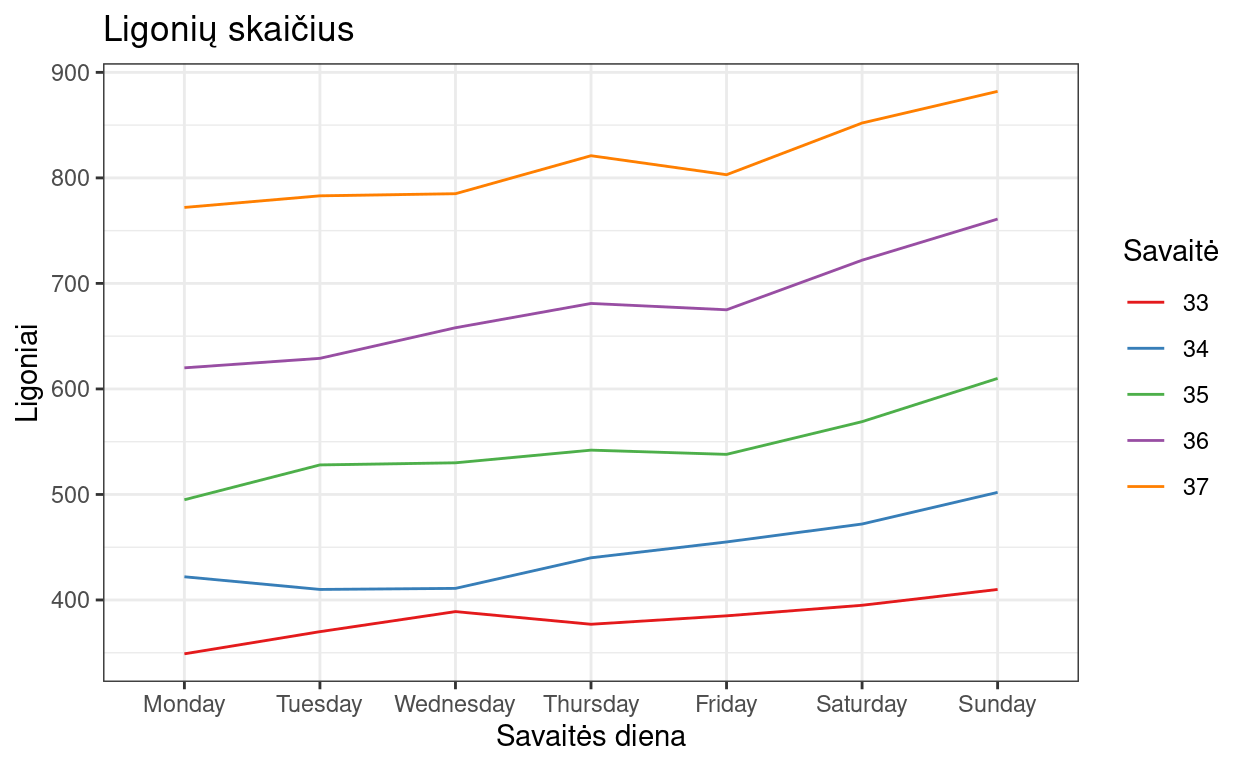 Ligonių skaičius
Ligoniai
900
800
700
600
500
400
Monday Tuesday Wednesday Thursday Friday Saturday Sunday
Savaitės diena
Savaitė
33
34
35
36
37